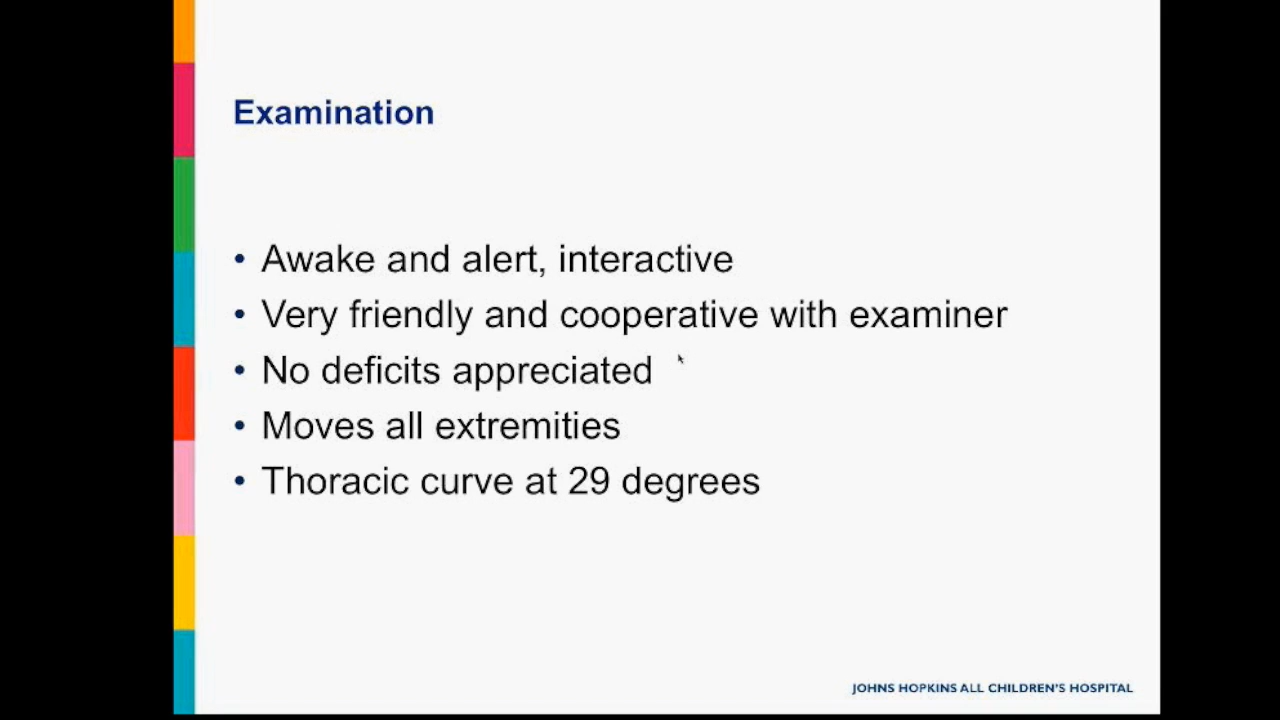 Examination
• Awake and alert, interactive
• Very friendly and cooperative with examiner
• No deficits appreciated
• Moves all extremities
• Thoracic curve at 29 degrees
JOHNS HOPKINS ALL CHILDREN'S HOSPITAL